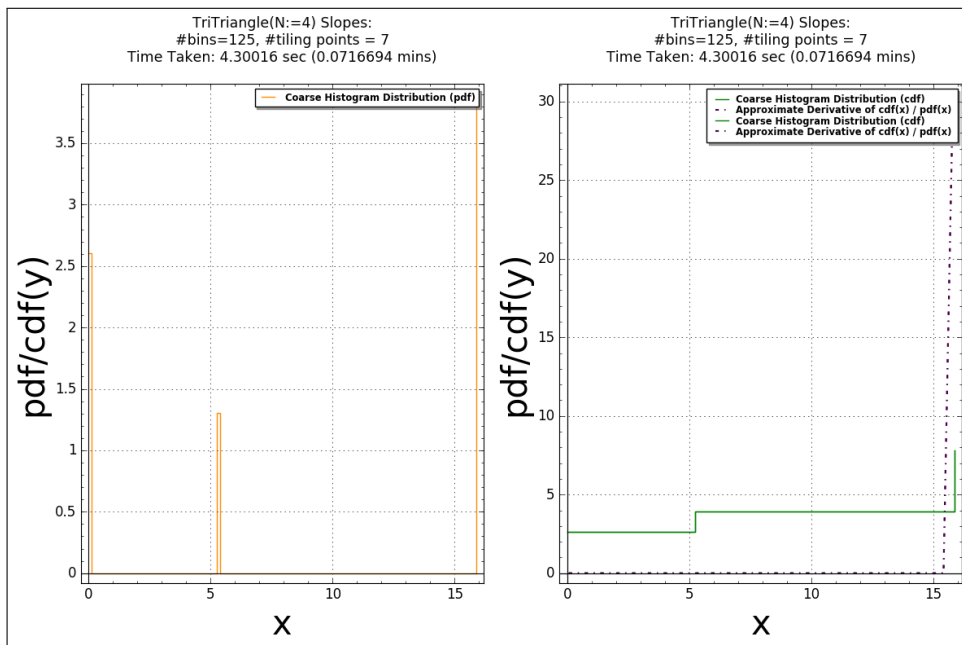 TriTriangle(N:=4) Slopes:
#bins=125, #tiling points = 7
Time Taken: 4.30016 sec (0.0716694 mins)
Coarse Histogram Distribution (pdf)
3.5
3
2.5
2
1.5
1
0.5
0
pdf/cdf(y)
0
5
10
15
x
TriTriangle(N:=4) Slopes:
#bins=125, #tiling points = 7
Time Taken: 4.30016 sec (0.0716694 mins)
Coarse Histogram Distribution (cdf)
Approximate Derivative of cdf(x) / pdf(x)
Coarse Histogram Distribution (cdf)
Approximate Derivative of cdf(x) / pdf(x)
30
25
20
15
10
5
0
pdf/cdf(y)
0
5
10
15
x